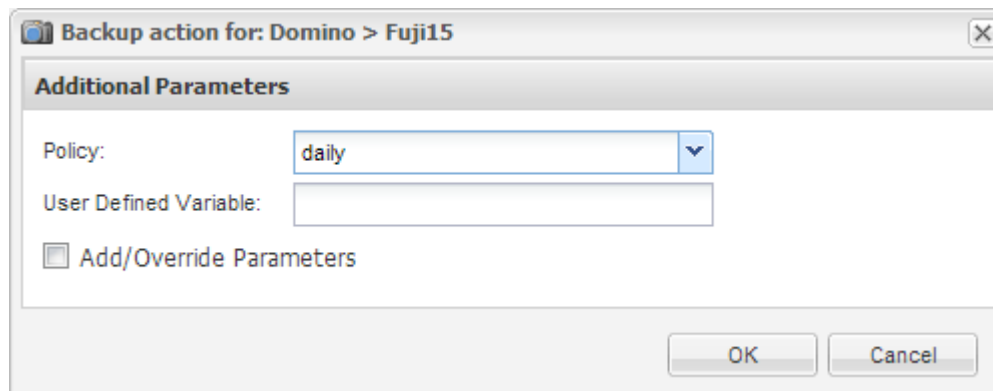 Backup action for: Domino > Fuji15
Additional Parameters
Policy: daily
User Defined Variable:
Add/Override Parameters
OK Cancel